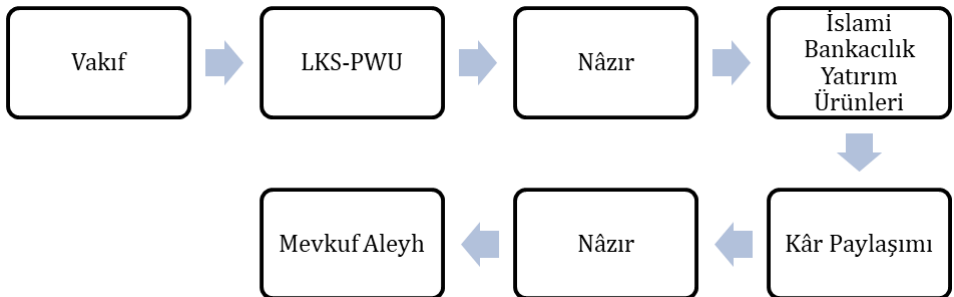 Vakıf
LKS-PWU
Nâzır
İslami
Bankacılık
Yatırım
Ürünleri
Kâr Paylaşımı
Nâzır
Mevkuf Aleyh